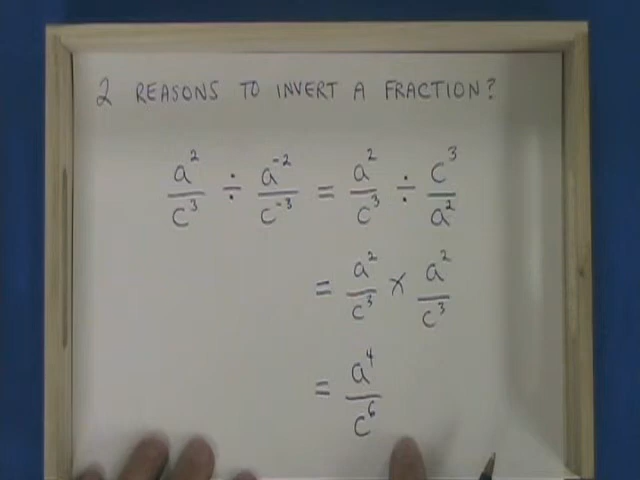 2 REASONS TO INVERT A FRACTION?
a²/c³ ÷ a⁻²/c⁻³ = a²/c³ ÷ c³/a²
= a²/c³ × a²/c³
= a⁴/c⁶